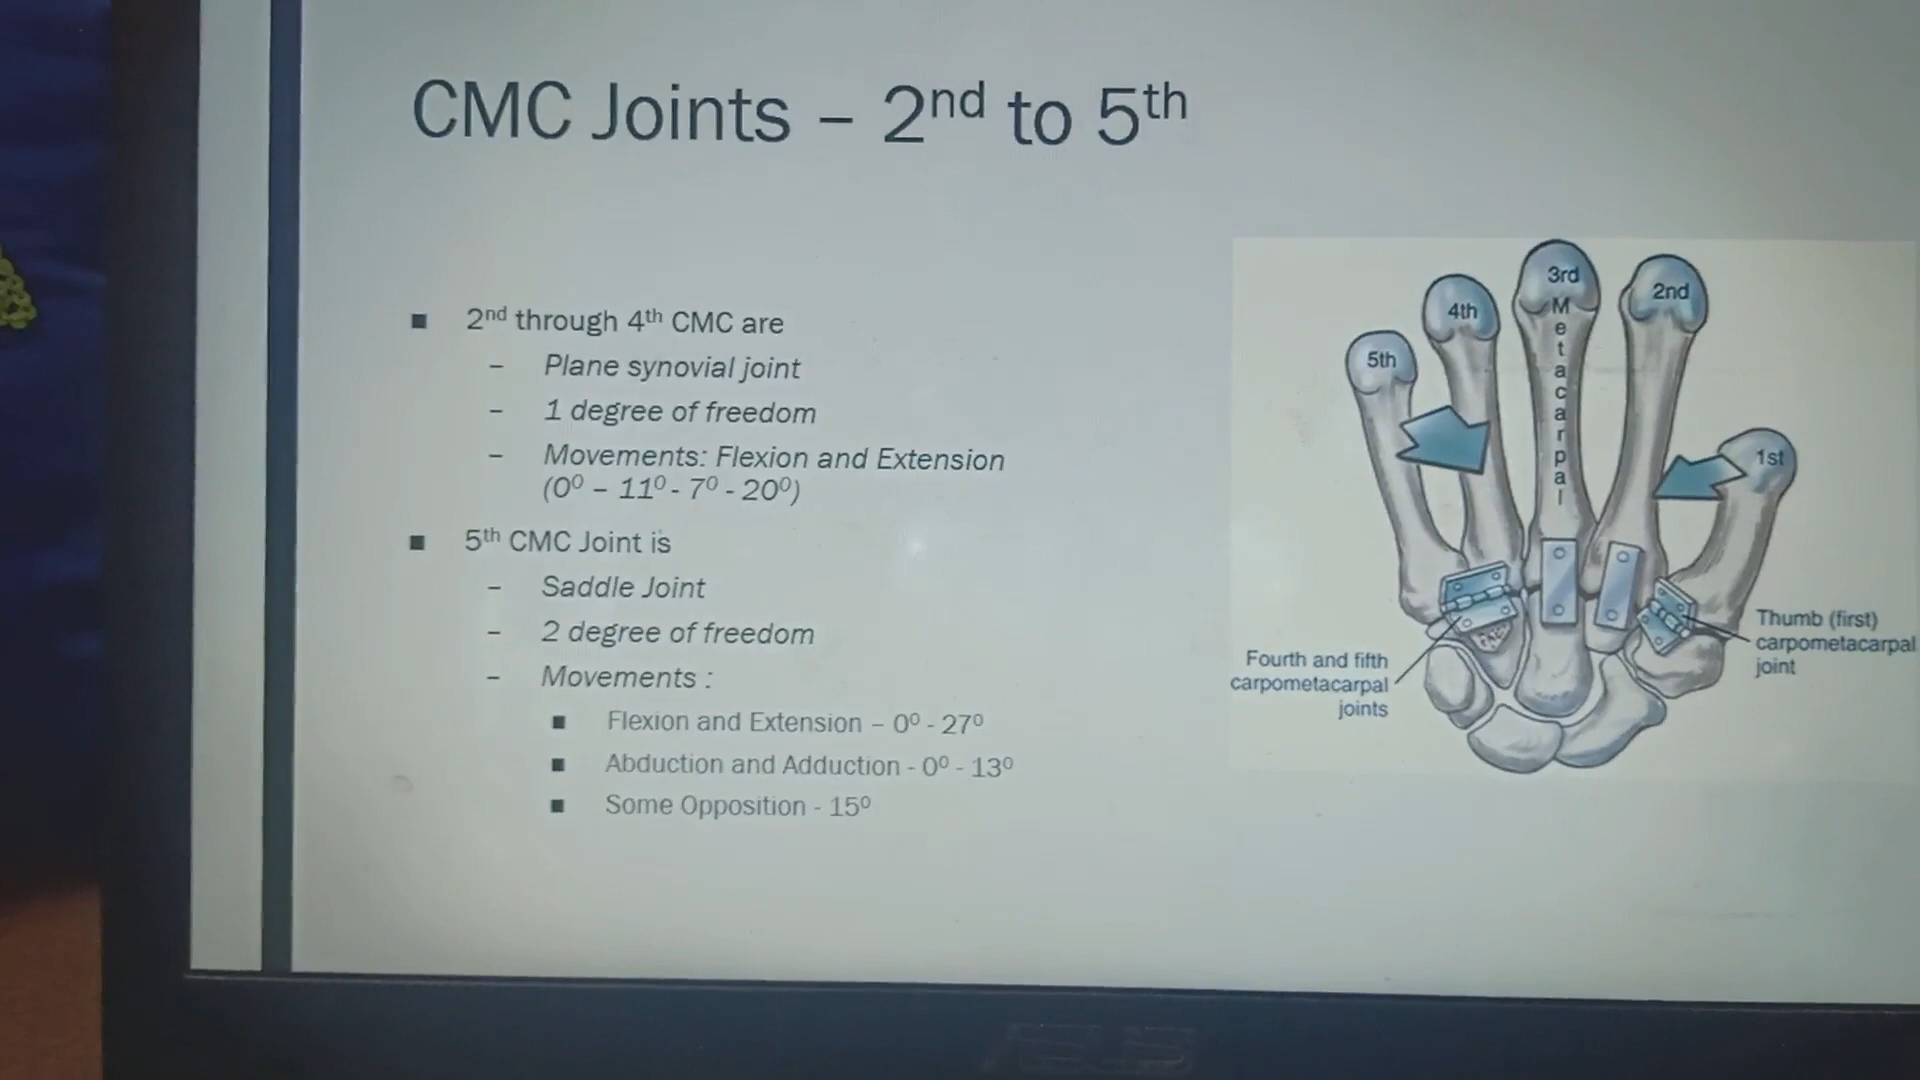 CMC Joints – 2nd to 5th
■ 2nd through 4th CMC are
– Plane synovial joint
– 1 degree of freedom
– Movements: Flexion and Extension
(0⁰ – 11⁰ - 7⁰ - 20⁰)
■ 5th CMC Joint is
– Saddle Joint
– 2 degree of freedom
– Movements :
■ Flexion and Extension – 0⁰ - 27⁰
■ Abduction and Adduction - 0⁰ - 13⁰
■ Some Opposition - 15⁰
5th
4th
3rd
2nd
1st
Metacarpal
Fourth and fifth
carpometacarpal
joints
Thumb (first)
carpometacarpal
joint
ASUS